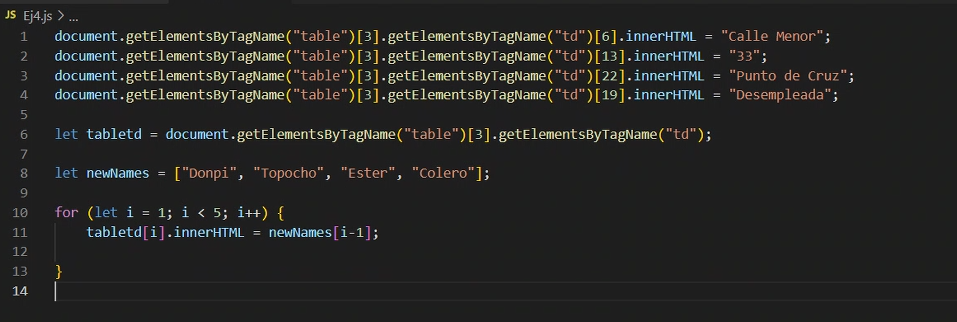 JS Ej4.js > ...
1 document.getElementsByTagName("table")[3].getElementsByTagName("td")[6].innerHTML = "Calle Menor";
2 document.getElementsByTagName("table")[3].getElementsByTagName("td")[13].innerHTML = "33";
3 document.getElementsByTagName("table")[3].getElementsByTagName("td")[22].innerHTML = "Punto de Cruz";
4 document.getElementsByTagName("table")[3].getElementsByTagName("td")[19].innerHTML = "Desempleada";
5
6 let tabletd = document.getElementsByTagName("table")[3].getElementsByTagName("td");
7
8 let newNames = ["Donpi", "Topocho", "Ester", "Colero"];
9
10 for (let i = 1; i < 5; i++) {
11     tabletd[i].innerHTML = newNames[i-1];
12
13 }
14